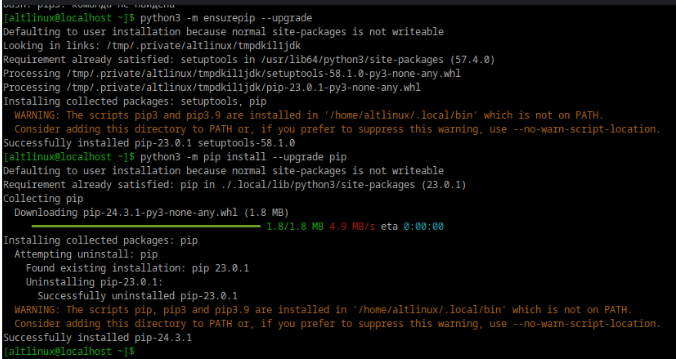 bash: pip3: команда не найдена
[altlinux@localhost ~]$ python3 -m ensurepip --upgrade
Defaulting to user installation because normal site-packages is not writeable
Looking in links: /tmp/.private/altlinux/tmpdkil1jdk
Requirement already satisfied: setuptools in /usr/lib64/python3/site-packages (57.4.0)
Processing /tmp/.private/altlinux/tmpdkil1jdk/setuptools-58.1.0-py3-none-any.whl
Processing /tmp/.private/altlinux/tmpdkil1jdk/pip-23.0.1-py3-none-any.whl
Installing collected packages: setuptools, pip
  WARNING: The scripts pip3 and pip3.9 are installed in '/home/altlinux/.local/bin' which is not on PATH.
  Consider adding this directory to PATH or, if you prefer to suppress this warning, use --no-warn-script-location.
Successfully installed pip-23.0.1 setuptools-58.1.0
[altlinux@localhost ~]$ python3 -m pip install --upgrade pip
Defaulting to user installation because normal site-packages is not writeable
Requirement already satisfied: pip in ./.local/lib/python3/site-packages (23.0.1)
Collecting pip
  Downloading pip-24.3.1-py3-none-any.whl (1.8 MB)
1.8/1.8 MB 4.9 MB/s eta 0:00:00
Installing collected packages: pip
  Attempting uninstall: pip
    Found existing installation: pip 23.0.1
    Uninstalling pip-23.0.1:
      Successfully uninstalled pip-23.0.1
  WARNING: The scripts pip, pip3 and pip3.9 are installed in '/home/altlinux/.local/bin' which is not on PATH.
  Consider adding this directory to PATH or, if you prefer to suppress this warning, use --no-warn-script-location.
Successfully installed pip-24.3.1
[altlinux@localhost ~]$